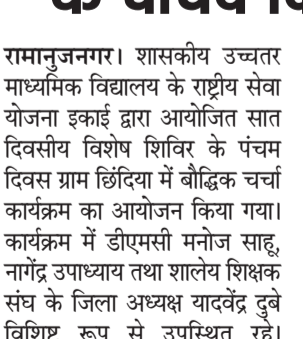 रामानुजनगर। शासकीय उच्चतर
माध्यमिक विद्यालय के राष्ट्रीय सेवा
योजना इकाई द्वारा आयोजित सात
दिवसीय विशेष शिविर के पंचम
दिवस ग्राम छिंदिया में बौद्धिक चर्चा
कार्यक्रम का आयोजन किया गया।
कार्यक्रम में डीएमसी मनोज साहू,
नागेंद्र उपाध्याय तथा शालेय शिक्षक
संघ के जिला अध्यक्ष यादवेंद्र दुबे
विशिष्ट रूप से उपस्थित रहे।